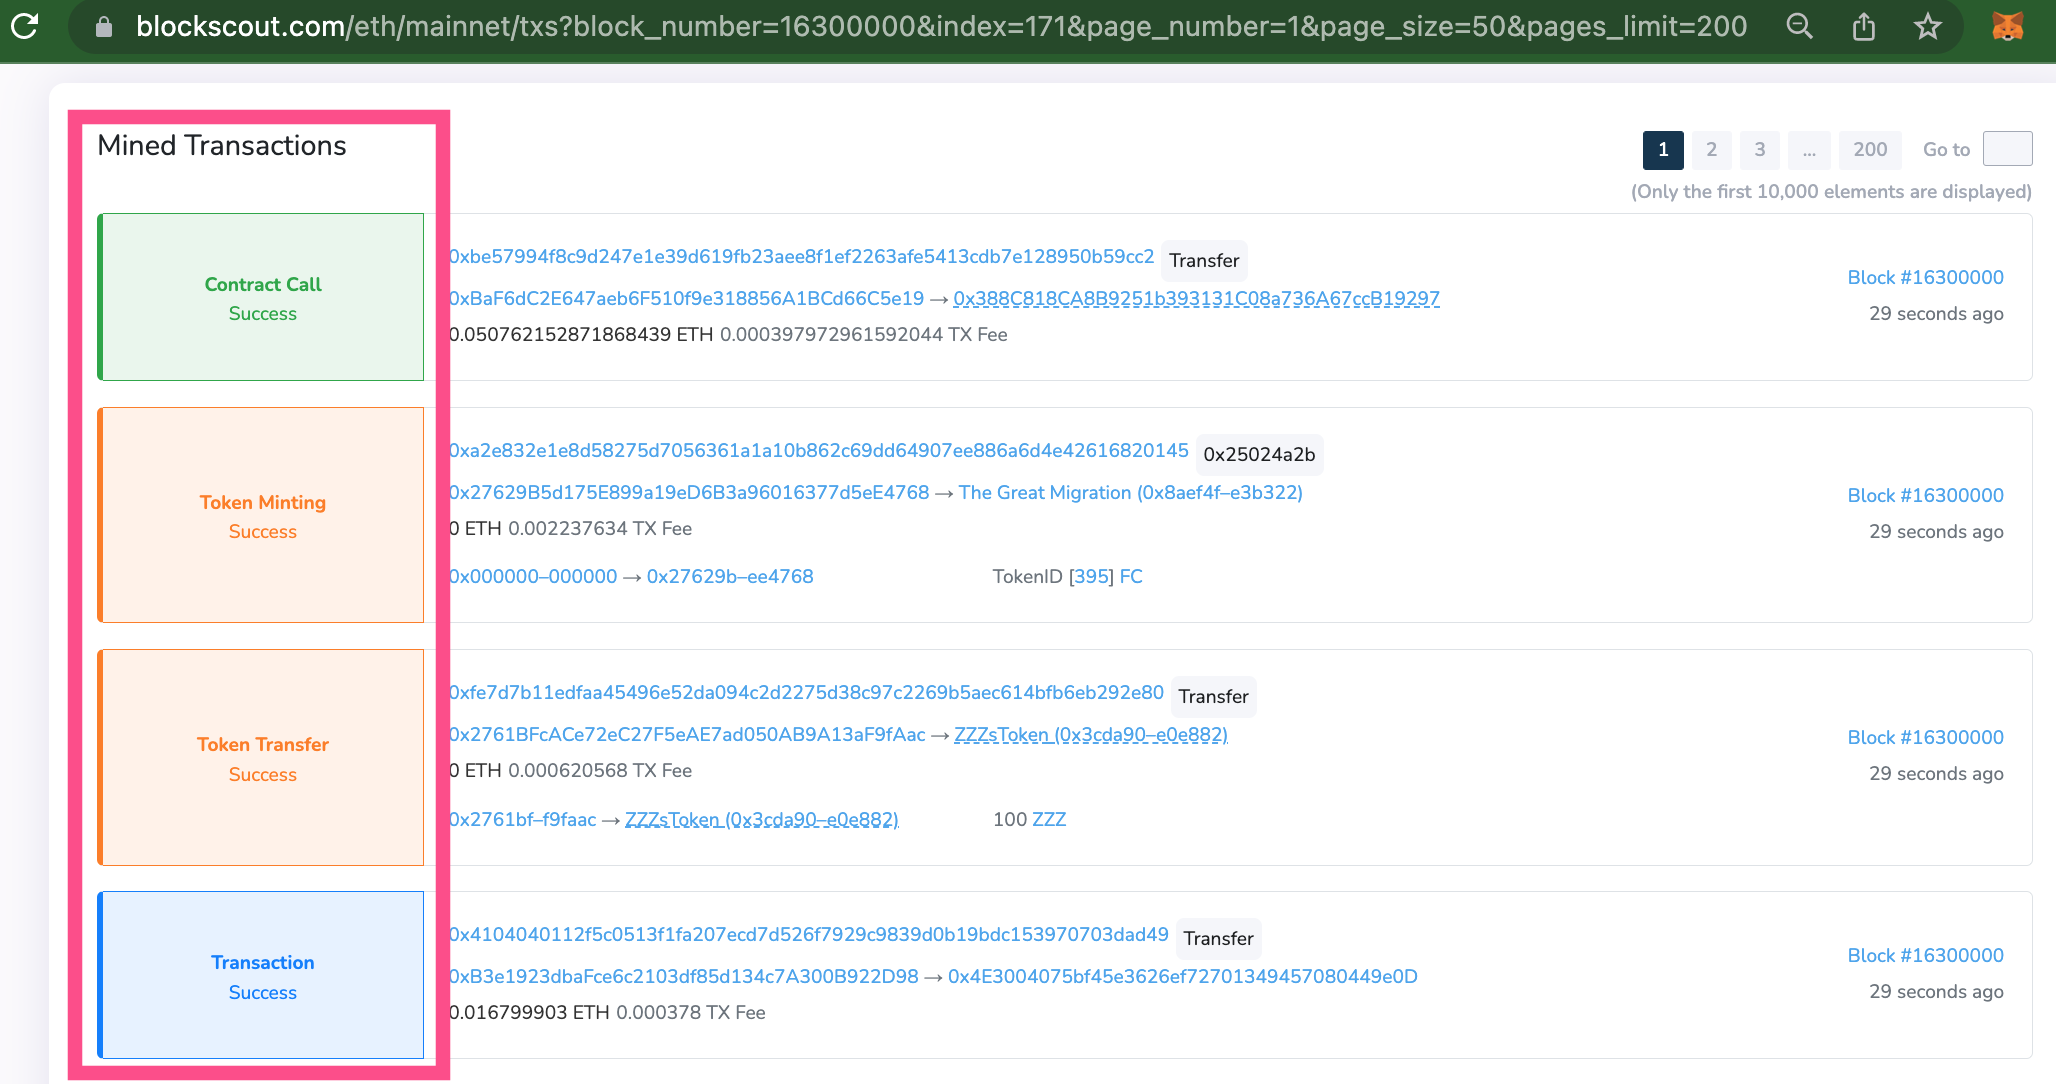 blockscout.com/eth/mainnet/txs?block_number=16300000&index=171&page_number=1&page_size=50&pages_limit=200
Mined Transactions
1 2 3 ... 200 Go to
(Only the first 10,000 elements are displayed)
Contract Call
Success
0xbe57994f8c9d247e1e39d619fb23aee8f1ef2263afe5413cdb7e128950b59cc2 Transfer
0xBaF6dC2E647aeb6F510f9e318856A1BCd66C5e19 → 0x388C818CA8B9251b393131C08a736A67ccB19297
0.050762152871868439 ETH 0.000397972961592044 TX Fee
Block #16300000
29 seconds ago
Token Minting
Success
0xa2e832e1e8d58275d7056361a1a10b862c69dd64907ee886a6d4e42616820145 0x25024a2b
0x27629B5d175E899a19eD6B3a96016377d5eE4768 → The Great Migration (0x8aef4f–e3b322)
0 ETH 0.002237634 TX Fee
0x000000–000000 → 0x27629b–ee4768 TokenID [395] FC
Block #16300000
29 seconds ago
Token Transfer
Success
0xfe7d7b11edfaa45496e52da094c2d2275d38c97c2269b5aec614bfb6eb292e80 Transfer
0x2761BFcACe72eC27F5eAE7ad050AB9A13aF9fAac → ZZZsToken (0x3cda90–e0e882)
0 ETH 0.000620568 TX Fee
0x2761bf–f9faac → ZZZsToken (0x3cda90–e0e882) 100 ZZZ
Block #16300000
29 seconds ago
Transaction
Success
0x4104040112f5c0513f1fa207ecd7d526f7929c9839d0b19bdc153970703dad49 Transfer
0xB3e1923dbaFce6c2103df85d134c7A300B922D98 → 0x4E3004075bf45e3626ef72701349457080449e0D
0.016799903 ETH 0.000378 TX Fee
Block #16300000
29 seconds ago